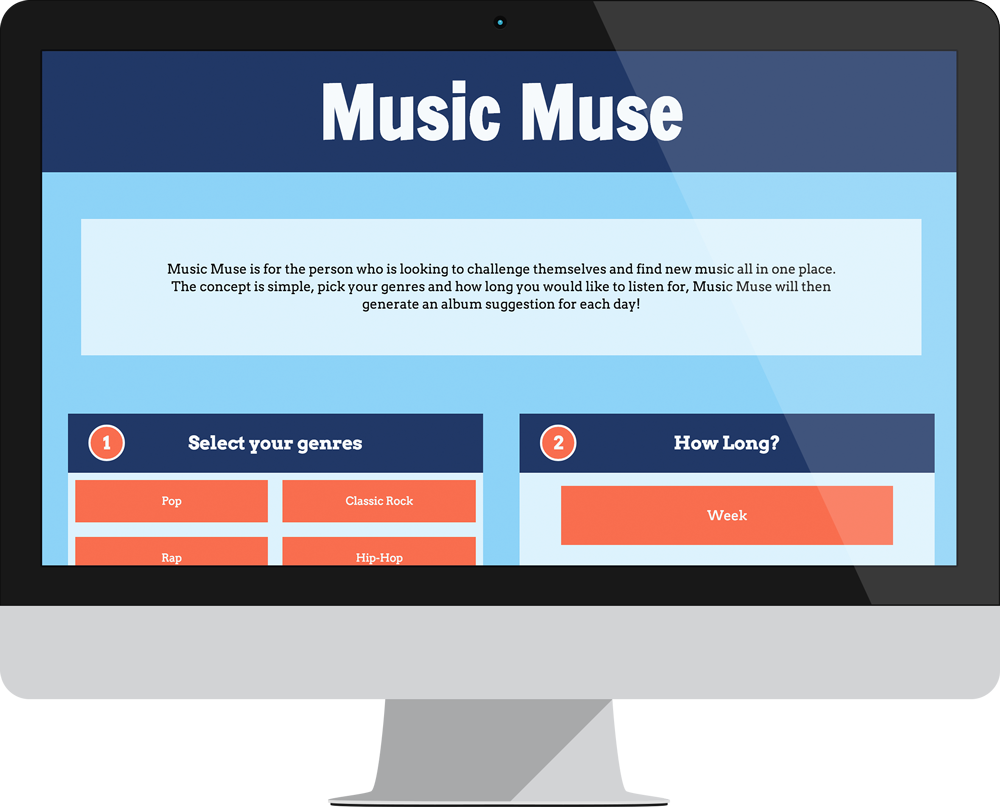 Music Muse
Music Muse is for the person who is looking to challenge themselves and find new music all in one place.
The concept is simple, pick your genres and how long you would like to listen for, Music Muse will then
generate an album suggestion for each day!
1 Select your genres
2 How Long?
Pop
Classic Rock
Week
Rap
Hip-Hop